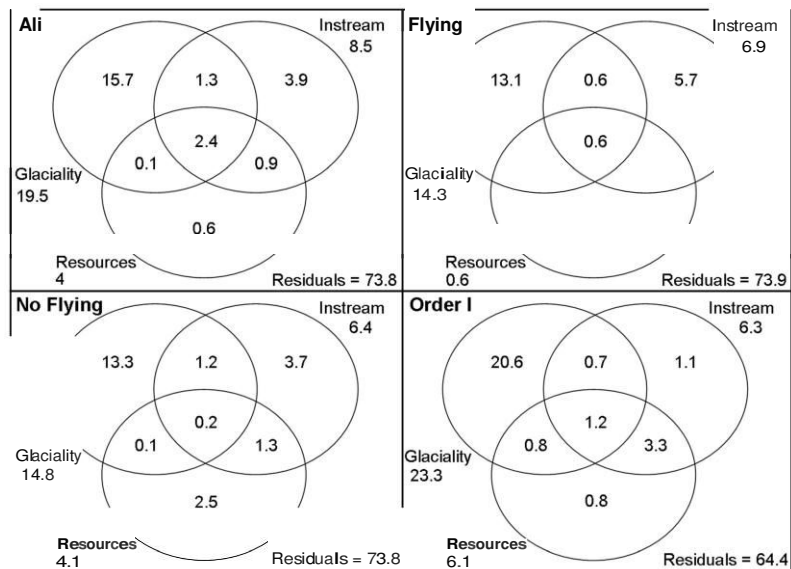 Ali
Instream
8.5
15.7
1.3
3.9
2.4
0.1
0.9
Glaciality
19.5
0.6
Resources
4
Residuals = 73.8
Flying
Instream
6.9
13.1
0.6
5.7
0.6
Glaciality
14.3
Resources
0.6
Residuals = 73.9
No Flying
Instream
6.4
13.3
1.2
3.7
0.2
0.1
1.3
Glaciality
14.8
2.5
Resources
4.1
Residuals = 73.8
Order I
Instream
6.3
20.6
0.7
1.1
1.2
0.8
3.3
Glaciality
23.3
0.8
Resources
6.1
Residuals = 64.4